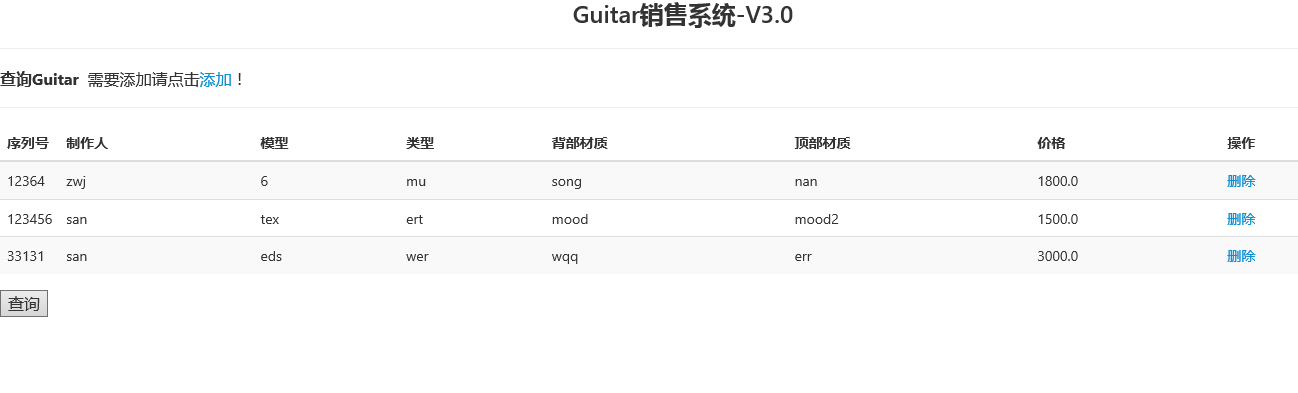 Guitar销售系统-V3.0
查询Guitar 需要添加请点击添加！
序列号 制作人 模型 类型 背部材质 顶部材质 价格 操作
12364 zwj 6 mu song nan 1800.0 删除
123456 san tex ert mood mood2 1500.0 删除
33131 san eds wer wqq err 3000.0 删除
查询